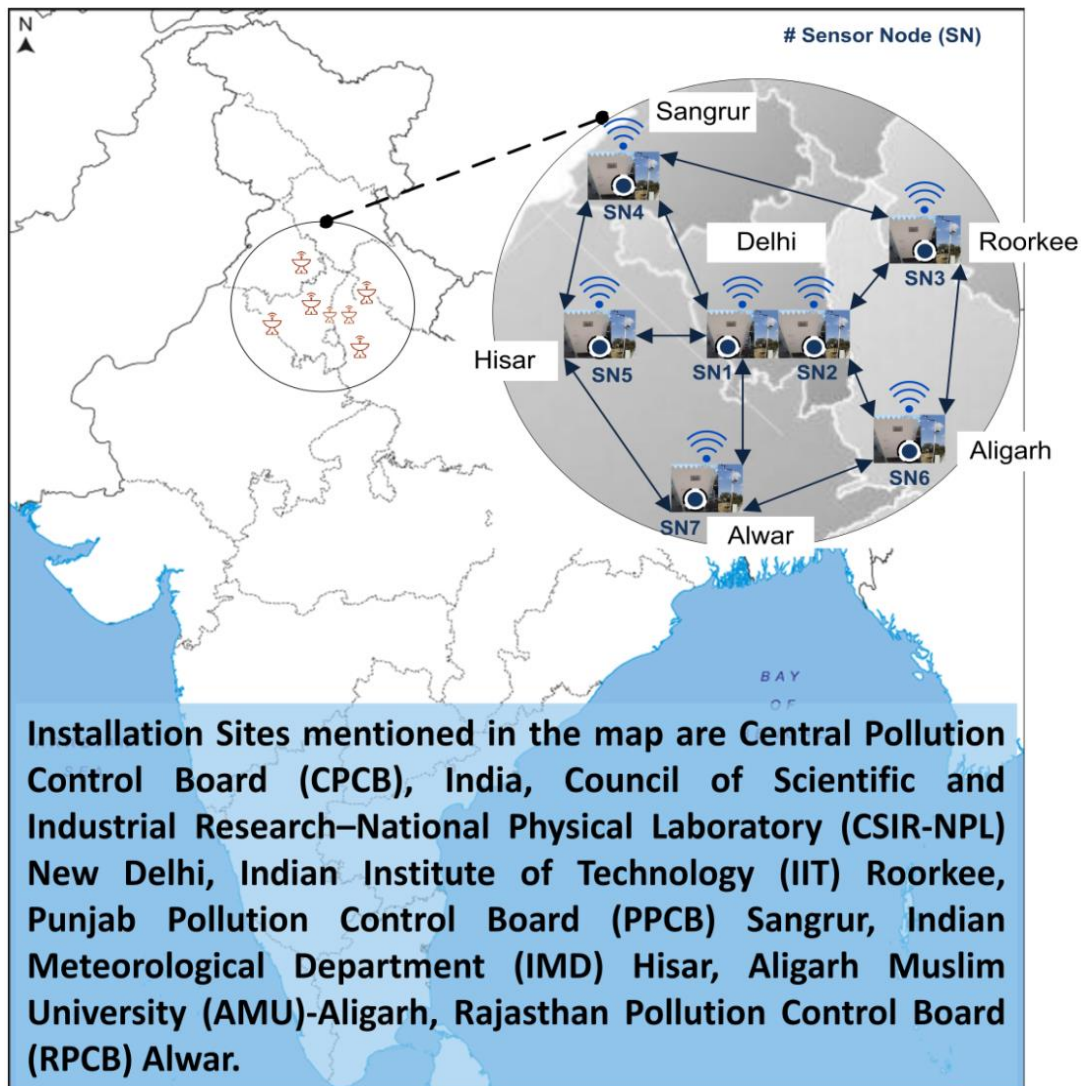 N
# Sensor Node (SN)
Sangrur
SN4
Delhi
Roorkee
SN3
Hisar
SN5
SN1
SN2
Aligarh
SN6
SN7
Alwar
BAY
OF
Installation Sites mentioned in the map are Central Pollution
Control Board (CPCB), India, Council of Scientific and
Industrial Research–National Physical Laboratory (CSIR-NPL)
New Delhi, Indian Institute of Technology (IIT) Roorkee,
Punjab Pollution Control Board (PPCB) Sangrur, Indian
Meteorological Department (IMD) Hisar, Aligarh Muslim
University (AMU)-Aligarh, Rajasthan Pollution Control Board
(RPCB) Alwar.